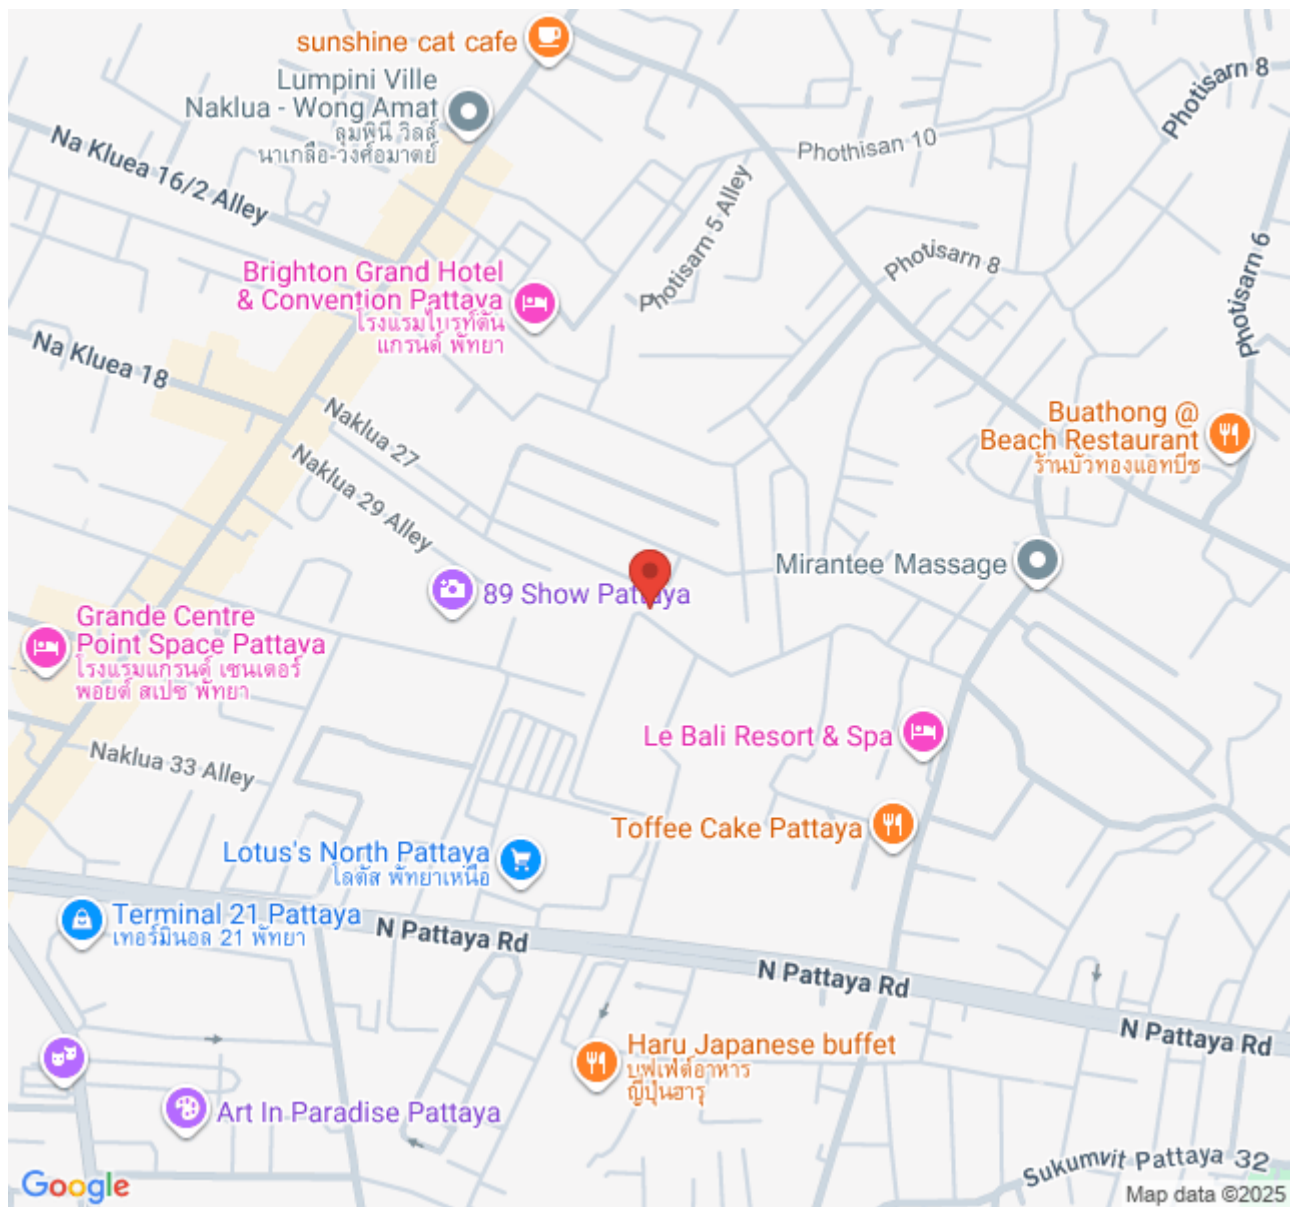 sunshine cat cafe
Lumpini Ville
Naklua - Wong Amat
ลุมพินี วิลล์
นาเกลือ-วงศ์อมาตย์
Photisarn 8
Phothisan 10
Na Kluea 16/2 Alley
Photisarn 5 Alley
Photisarn 8
Photisarn 6
Brighton Grand Hotel
& Convention Pattaya
โรงแรมไบรท์ตัน
แกรนด์ พัทยา
Na Kluea 18
Naklua 27
Naklua 29 Alley
Buathong @
Beach Restaurant
ร้านบัวทองแอทบีช
Mirantee Massage
89 Show Pattaya
Grande Centre
Point Space Pattaya
โรงแรมแกรนด์ เซนเตอร์
พอยต์ สเปซ พัทยา
Le Bali Resort & Spa
Naklua 33 Alley
Toffee Cake Pattaya
Lotus's North Pattaya
โลตัส พัทยาเหนือ
Terminal 21 Pattaya
เทอร์มินอล 21 พัทยา
N Pattaya Rd
N Pattaya Rd
N Pattaya Rd
Haru Japanese buffet
บุฟเฟ่ต์อาหาร
ญี่ปุ่นฮารุ
Art In Paradise Pattaya
Sukumvit Pattaya 32
Google
Map data ©2025